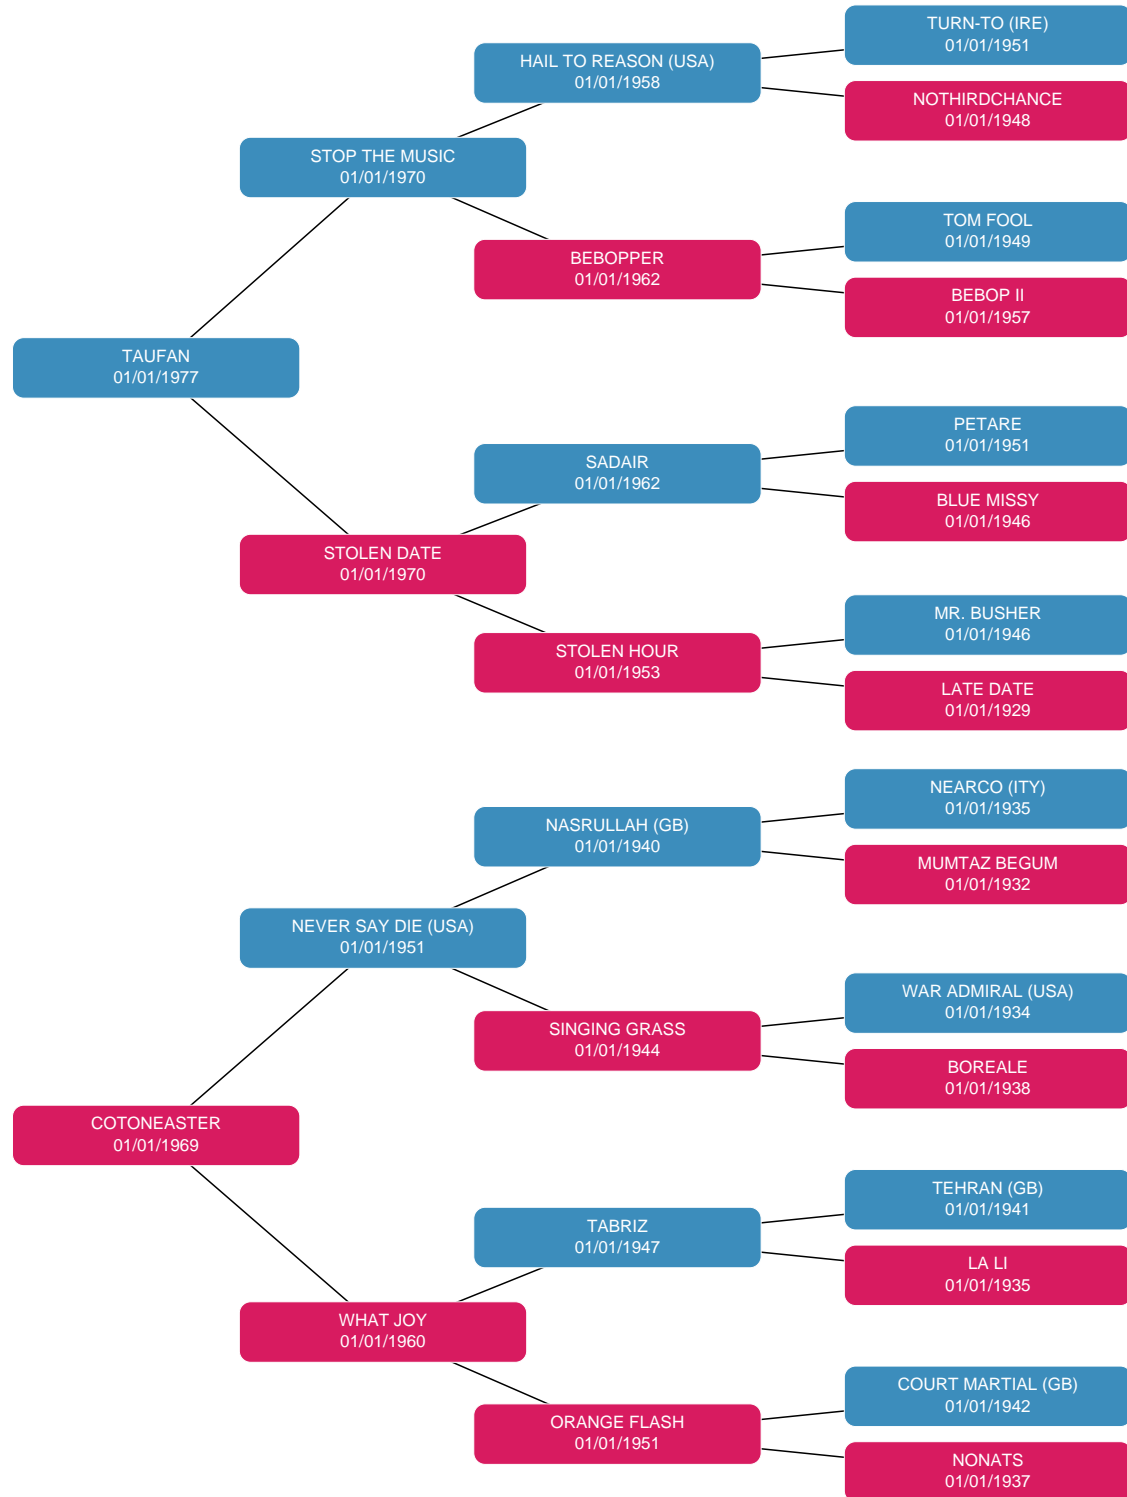 TURN-TO (IRE)
01/01/1951
HAIL TO REASON (USA)
01/01/1958
NOTHIRDCHANCE
01/01/1948
STOP THE MUSIC
01/01/1970
TOM FOOL
01/01/1949
BEBOPPER
01/01/1962
BEBOP II
01/01/1957
TAUFAN
01/01/1977
PETARE
01/01/1951
SADAIR
01/01/1962
BLUE MISSY
01/01/1946
STOLEN DATE
01/01/1970
MR. BUSHER
01/01/1946
STOLEN HOUR
01/01/1953
LATE DATE
01/01/1929
NEARCO (ITY)
01/01/1935
NASRULLAH (GB)
01/01/1940
MUMTAZ BEGUM
01/01/1932
NEVER SAY DIE (USA)
01/01/1951
WAR ADMIRAL (USA)
01/01/1934
SINGING GRASS
01/01/1944
BOREALE
01/01/1938
COTONEASTER
01/01/1969
TEHRAN (GB)
01/01/1941
TABRIZ
01/01/1947
LA LI
01/01/1935
WHAT JOY
01/01/1960
COURT MARTIAL (GB)
01/01/1942
ORANGE FLASH
01/01/1951
NONATS
01/01/1937